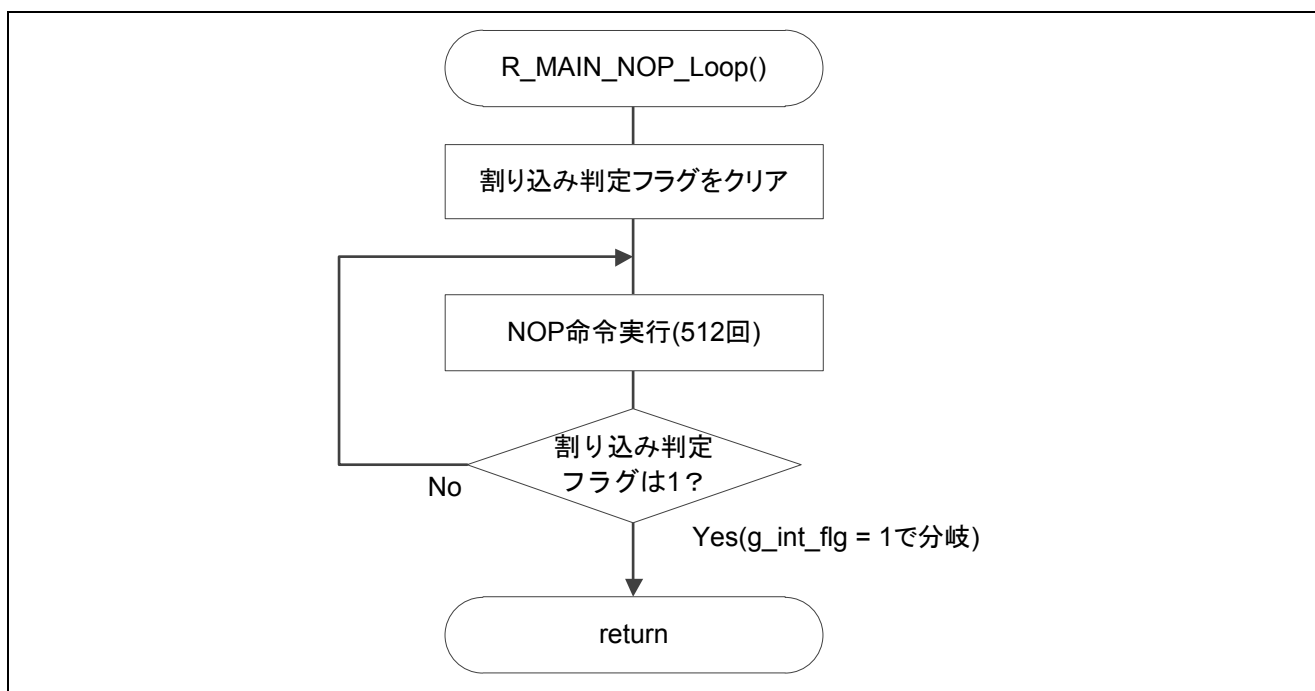 R_MAIN_NOP_Loop()
割り込み判定フラグをクリア
NOP命令実行(512回)
割り込み判定
フラグは1？
No
Yes(g_int_flg = 1で分岐)
return